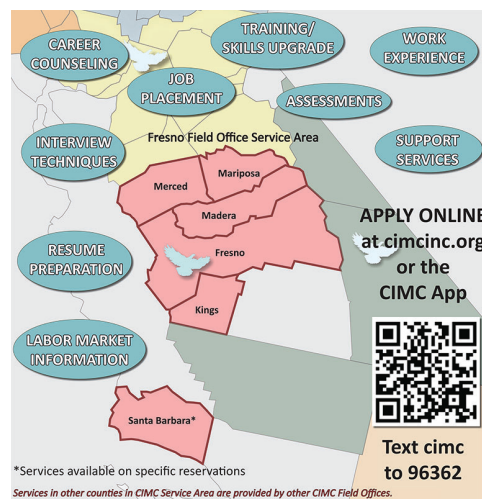 CAREER
COUNSELING
TRAINING/
SKILLS UPGRADE
WORK
EXPERIENCE
JOB
PLACEMENT
ASSESSMENTS
Fresno Field Office Service Area
INTERVIEW
TECHNIQUES
SUPPORT
SERVICES
Merced
Mariposa
Madera
Fresno
Kings
APPLY ONLINE
at cimcinc.org
or the
CIMC App
RESUME
PREPARATION
LABOR MARKET
INFORMATION
Santa Barbara*
Text cimc
to 96362
*Services available on specific reservations
Services in other counties in CIMC Service Area are provided by other CIMC Field Offices.